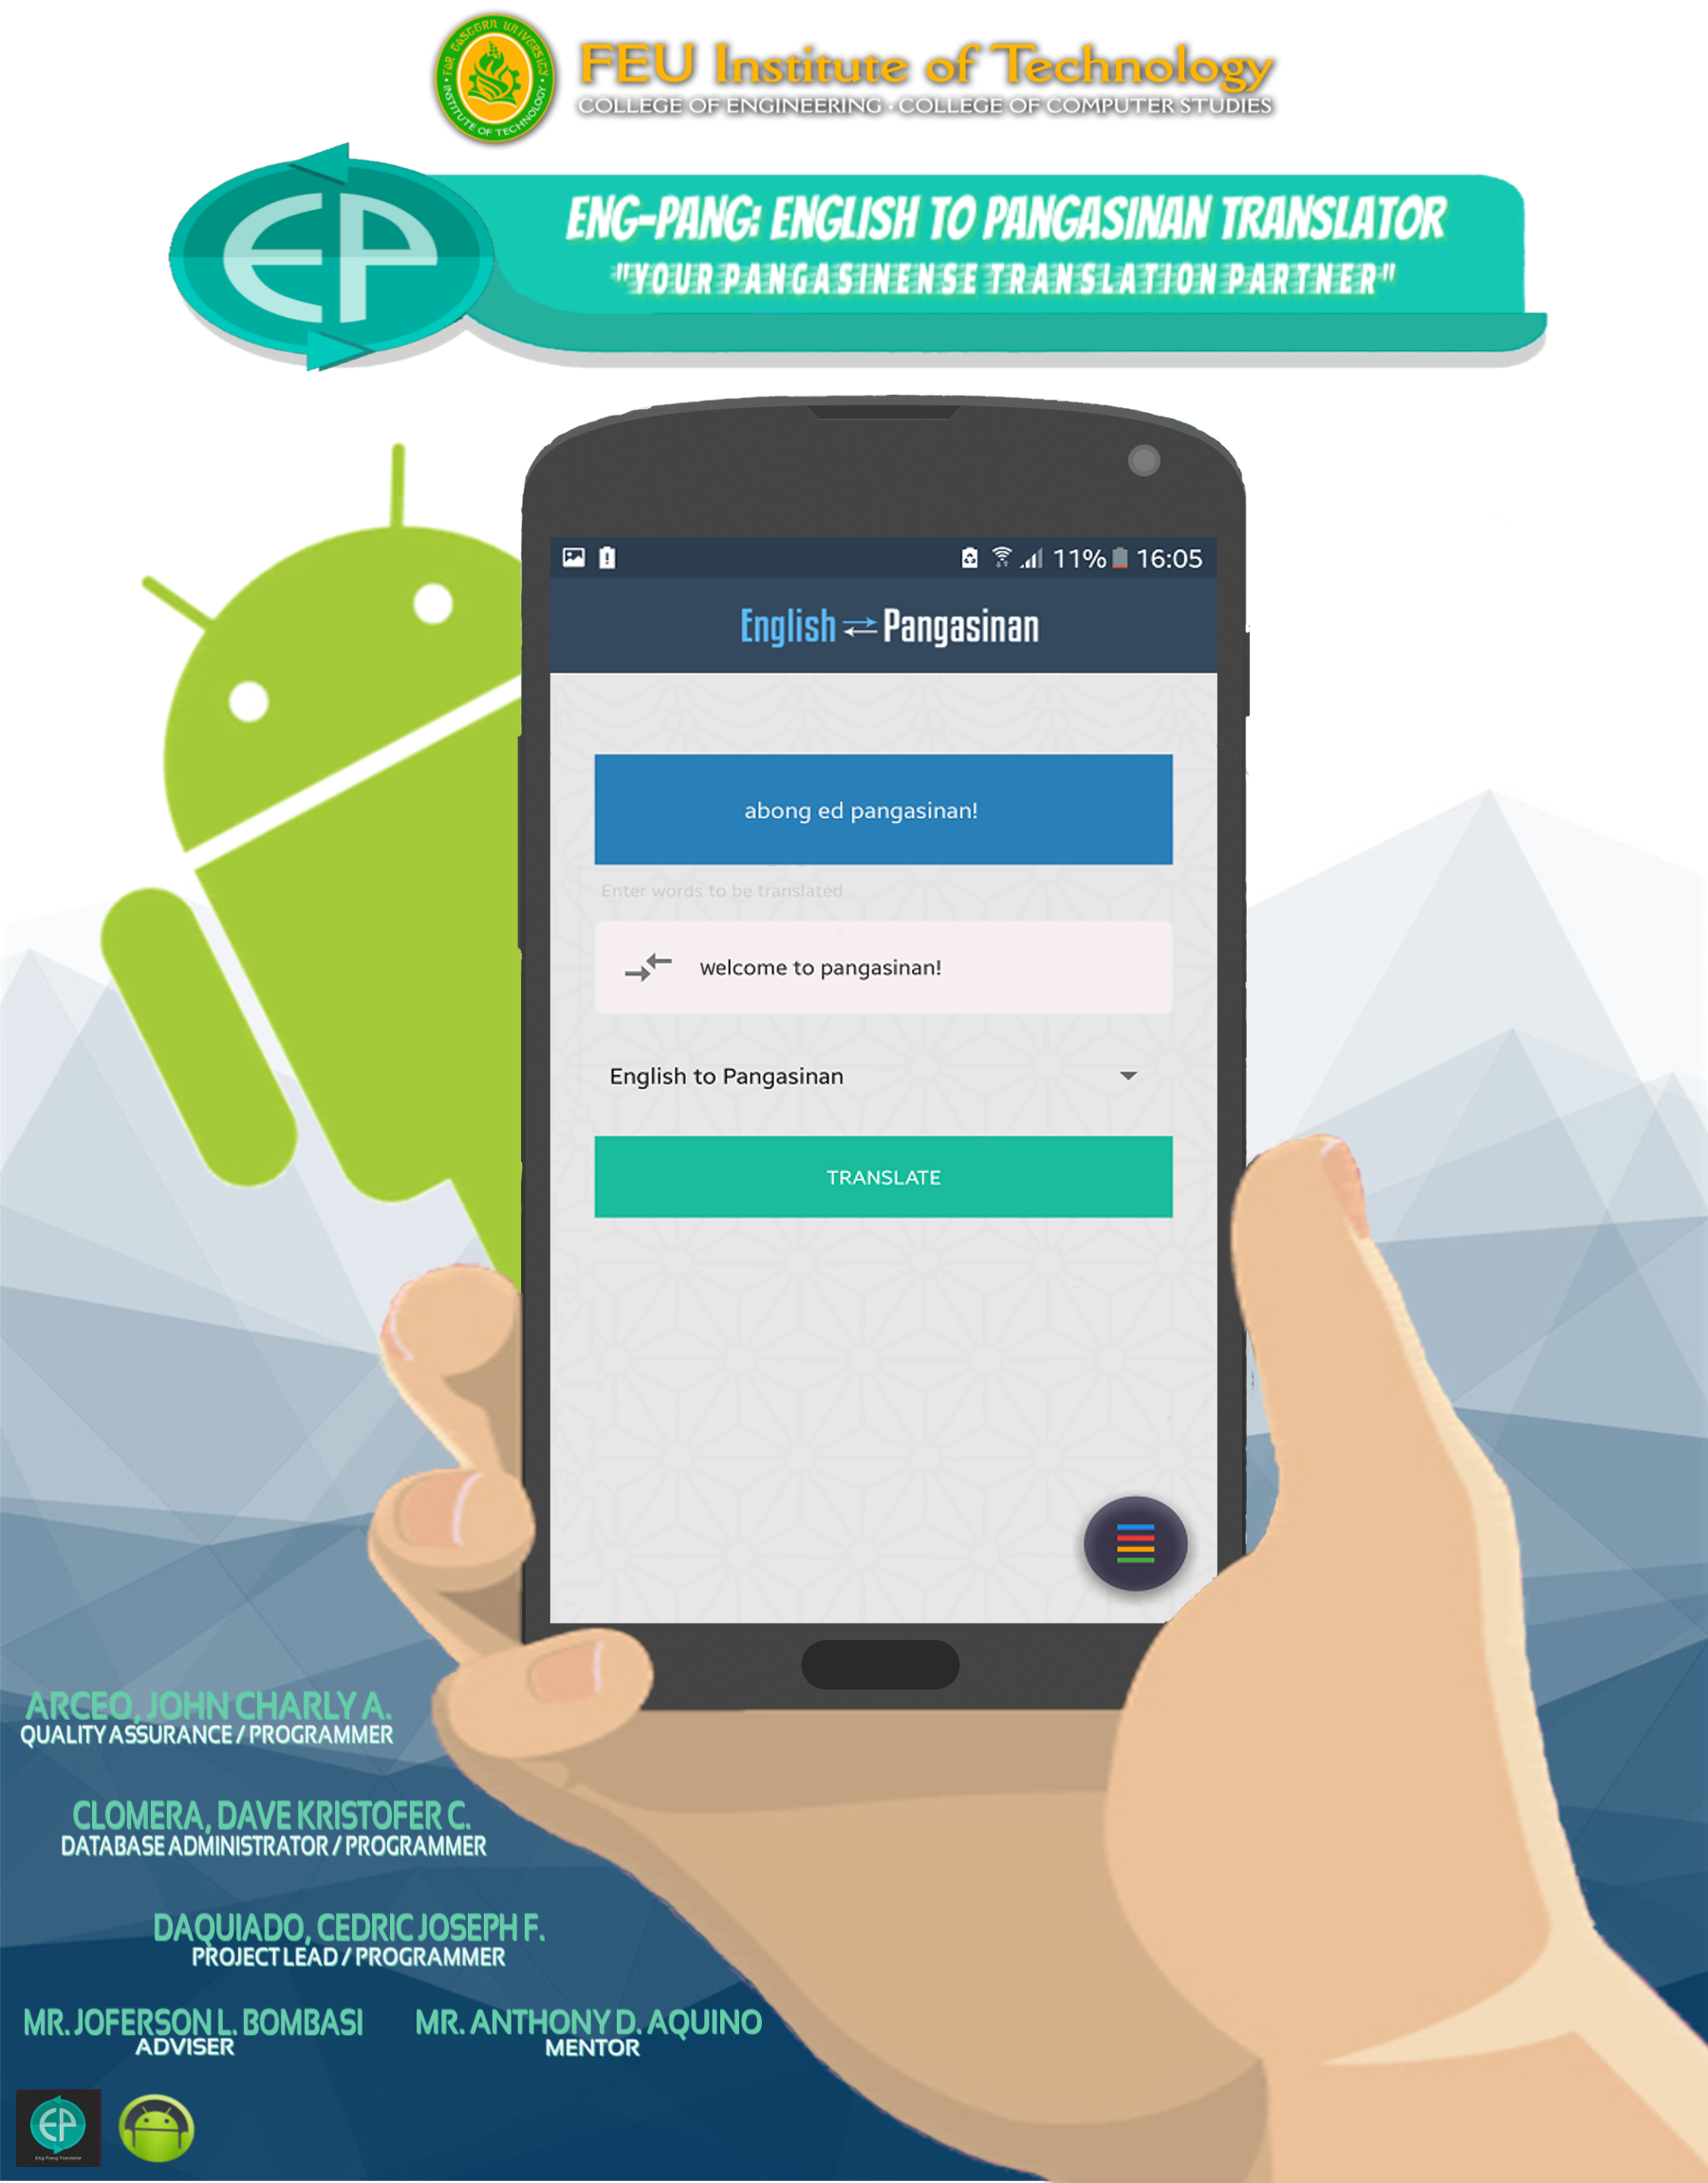 FAR EASTERN UNIVERSITY
INSTITUTE OF TECHNOLOGY
FEU Institute of Technology
COLLEGE OF ENGINEERING • COLLEGE OF COMPUTER STUDIES
EP
ENG-PANG: ENGLISH TO PANGASINAN TRANSLATOR
"YOUR PANGASINENSE TRANSLATION PARTNER"
11% 16:05
English Pangasinan
abong ed pangasinan!
Enter words to be translated
welcome to pangasinan!
English to Pangasinan
TRANSLATE
ARCEO, JOHN CHARLY A.
QUALITY ASSURANCE / PROGRAMMER
CLOMERA, DAVE KRISTOFER C.
DATABASE ADMINISTRATOR / PROGRAMMER
DAQUIADO, CEDRIC JOSEPH F.
PROJECT LEAD / PROGRAMMER
MR. JOFERSON L. BOMBASI
ADVISER
MR. ANTHONY D. AQUINO
MENTOR
EP
Eng Pang Translator